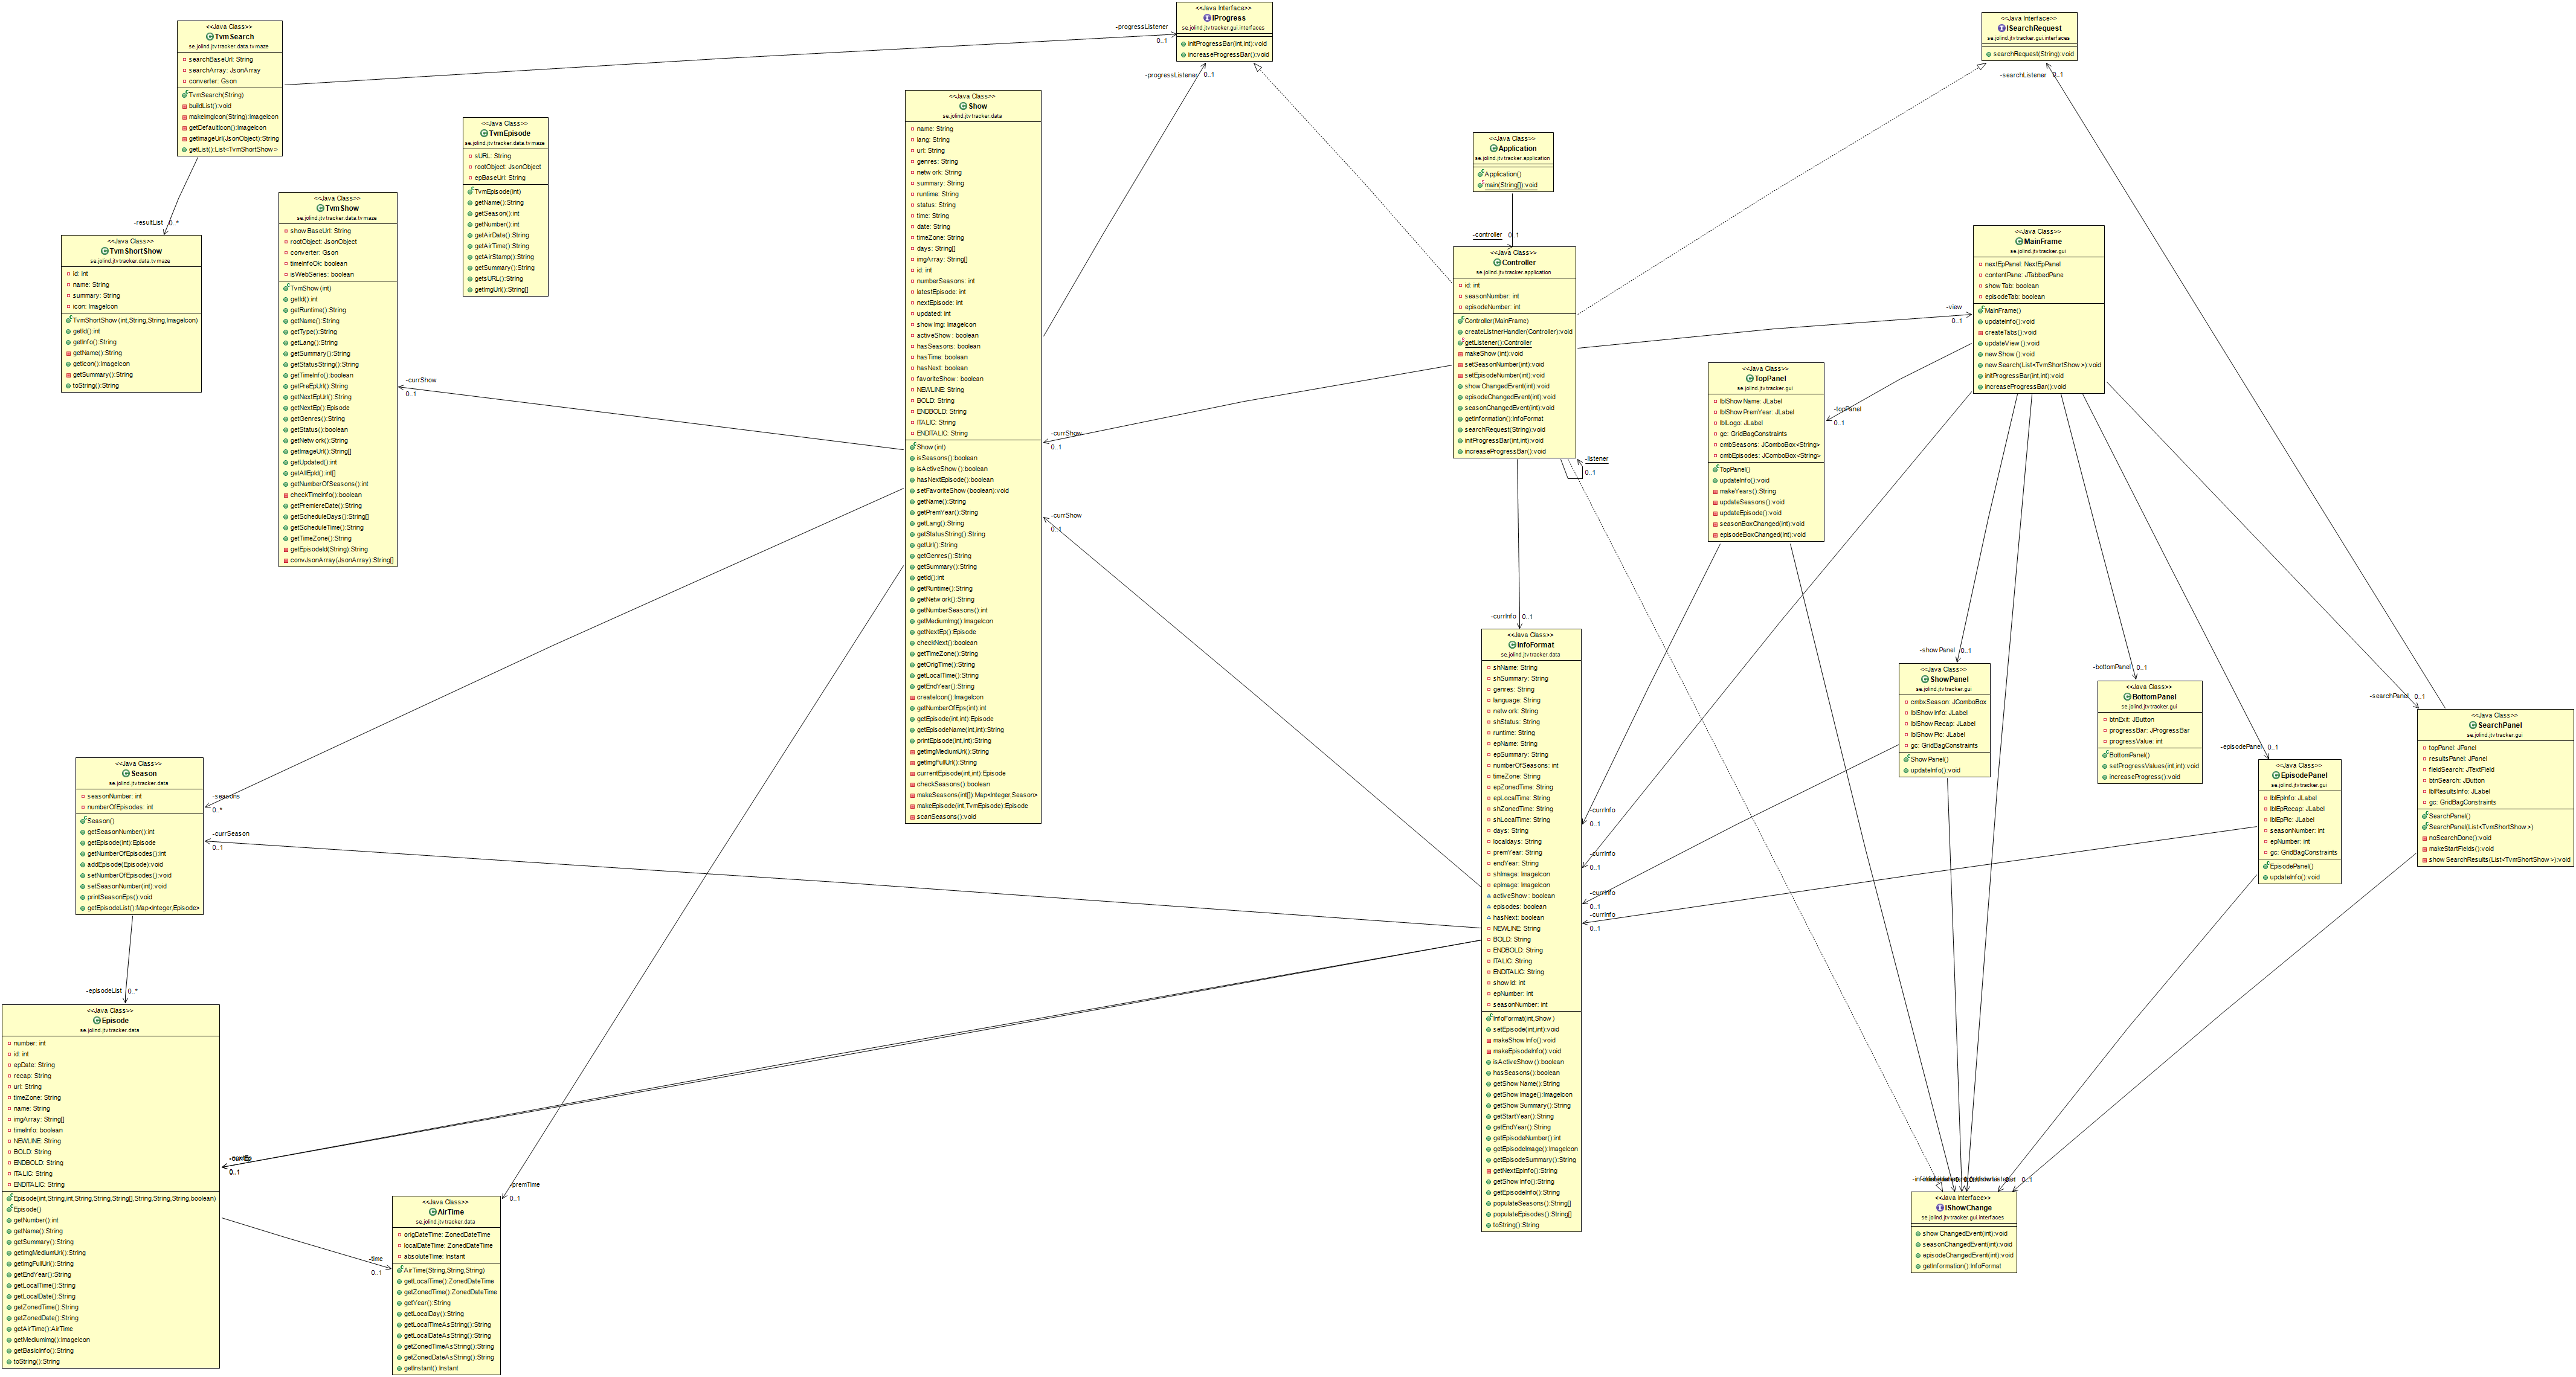 <<Java Class>>
TvmSearch
se.jolind.jtvtracker.data.tvmaze
searchBaseUrl: String
searchArray: JsonArray
converter: Gson
TvmSearch(String)
buildList():void
makeImgIcon(String):ImageIcon
getDefaultIcon():ImageIcon
getImageUrl(JsonObject):String
getList():List<TvmShortShow>
-resultList 0..*
<<Java Class>>
TvmShortShow
se.jolind.jtvtracker.data.tvmaze
id: int
name: String
summary: String
icon: ImageIcon
TvmShortShow(int,String,String,ImageIcon)
getId():int
getInfo():String
getName():String
getIcon():ImageIcon
getSummary():String
toString():String
<<Java Class>>
TvmShow
se.jolind.jtvtracker.data.tvmaze
showBaseUrl: String
rootObject: JsonObject
converter: Gson
timeInfoOk: boolean
isWebSeries: boolean
TvmShow(int)
getId():int
getRuntime():String
getName():String
getType():String
getLang():String
getSummary():String
getStatusString():String
getTimeInfo():boolean
getPreEpUrl():String
getNextEpUrl():String
getNextEp():Episode
getGenres():String
getStatus():boolean
getNetwork():String
getImageUrl():String[]
getUpdated():int
getAllEpId():int[]
getNumberOfSeasons():int
checkTimeInfo():boolean
getPremiereDate():String
getScheduleDays():String[]
getScheduleTime():String
getTimeZone():String
getEpisodeId(String):String
convJsonArray(JsonArray):String[]
<<Java Class>>
TvmEpisode
se.jolind.jtvtracker.data.tvmaze
sURL: String
rootObject: JsonObject
epBaseUrl: String
TvmEpisode(int)
getName():String
getSeason():int
getNumber():int
getAirDate():String
getAirTime():String
getAirStamp():String
getSummary():String
getsURL():String
getImgUrl():String[]
<<Java Class>>
Show
se.jolind.jtvtracker.data
name: String
lang: String
url: String
genres: String
network: String
summary: String
runtime: String
status: String
time: String
date: String
timeZone: String
days: String[]
imgArray: String[]
id: int
numberSeasons: int
latestEpisode: int
nextEpisode: int
updated: int
showImg: ImageIcon
activeShow: boolean
hasSeasons: boolean
hasTime: boolean
hasNext: boolean
favoriteShow: boolean
NEWLINE: String
BOLD: String
ENDBOLD: String
ITALIC: String
ENDITALIC: String
Show(int)
isSeasons():boolean
isActiveShow():boolean
hasNextEpisode():boolean
setFavoriteShow(boolean):void
getName():String
getPremYear():String
getLang():String
getStatusString():String
getUrl():String
getGenres():String
getSummary():String
getId():int
getRuntime():String
getNetwork():String
getNumberSeasons():int
getMediumImg():ImageIcon
getNextEp():Episode
checkNext():boolean
getTimeZone():String
getOrigTime():String
getLocalTime():String
getEndYear():String
createIcon():ImageIcon
getNumberOfEps(int):int
getEpisode(int,int):Episode
getEpisodeName(int,int):String
printEpisode(int,int):String
getImgMediumUrl():String
getImgFullUrl():String
currentEpisode(int,int):Episode
checkSeasons():boolean
makeSeasons(int[]):Map<Integer,Season>
makeEpisode(int,TvmEpisode):Episode
scanSeasons():void
-progressListener
0..1
<<Java Interface>>
IProgress
se.jolind.jtvtracker.gui.interfaces
initProgressBar(int,int):void
increaseProgressBar():void
-progressListener 0..1
<<Java Class>>
Application
se.jolind.jtvtracker.application
Application()
main(String[]):void
-controller 0..1
<<Java Class>>
Controller
se.jolind.jtvtracker.application
id: int
seasonNumber: int
episodeNumber: int
Controller(MainFrame)
createListnerHandler(Controller):void
getListener():Controller
makeShow(int):void
setSeasonNumber(int):void
setEpisodeNumber(int):void
showChangedEvent(int):void
episodeChangedEvent(int):void
seasonChangedEvent(int):void
getInformation():InfoFormat
searchRequest(String):void
initProgressBar(int,int):void
increaseProgressBar():void
-listener
0..1
<<Java Interface>>
ISearchRequest
se.jolind.jtvtracker.gui.interfaces
searchRequest(String):void
-searchListener 0..1
<<Java Class>>
MainFrame
se.jolind.jtvtracker.gui
nextEpPanel: NextEpPanel
contentPane: JTabbedPane
showTab: boolean
episodeTab: boolean
MainFrame()
updateInfo():void
createTabs():void
updateView():void
newShow():void
newSearch(List<TvmShortShow>):void
initProgressBar(int,int):void
increaseProgressBar():void
-view
0..1
<<Java Class>>
TopPanel
se.jolind.jtvtracker.gui
lblShowName: JLabel
lblShowPremYear: JLabel
lblLogo: JLabel
gc: GridBagConstraints
cmbSeasons: JComboBox<String>
cmbEpisodes: JComboBox<String>
TopPanel()
updateInfo():void
makeYears():String
updateSeasons():void
updateEpisode():void
seasonBoxChanged(int):void
episodeBoxChanged(int):void
-topPanel
0..1
-currShow
0..1
-currShow
0..1
-currShow
0..1
-currInfo 0..1
<<Java Class>>
InfoFormat
se.jolind.jtvtracker.data
shName: String
shSummary: String
genres: String
language: String
network: String
shStatus: String
runtime: String
epName: String
epSummary: String
numberOfSeasons: int
timeZone: String
epZonedTime: String
epLocalTime: String
shZonedTime: String
shLocalTime: String
days: String
localdays: String
premYear: String
endYear: String
shImage: ImageIcon
epImage: ImageIcon
activeShow: boolean
episodes: boolean
hasNext: boolean
NEWLINE: String
BOLD: String
ENDBOLD: String
ITALIC: String
ENDITALIC: String
showId: int
epNumber: int
seasonNumber: int
InfoFormat(int,Show)
setEpisode(int,int):void
makeShowInfo():void
makeEpisodeInfo():void
isActiveShow():boolean
hasSeasons():boolean
getShowName():String
getShowImage():ImageIcon
getShowSummary():String
getStartYear():String
getEndYear():String
getEpisodeNumber():int
getEpisodeImage():ImageIcon
getEpisodeSummary():String
getNextEpInfo():String
getShowInfo():String
getEpisodeInfo():String
populateSeasons():String[]
populateEpisodes():String[]
toString():String
-currInfo
0..1
-currInfo
0..1
-currInfo
0..1
-currInfo
0..1
-showPanel 0..1
<<Java Class>>
ShowPanel
se.jolind.jtvtracker.gui
cmbxSeason: JComboBox
lblShowInfo: JLabel
lblShowRecap: JLabel
lblShowPic: JLabel
gc: GridBagConstraints
ShowPanel()
updateInfo():void
-bottomPanel 0..1
<<Java Class>>
BottomPanel
se.jolind.jtvtracker.gui
btnExit: JButton
progressBar: JProgressBar
progressValue: int
BottomPanel()
setProgressValues(int,int):void
increaseProgress():void
-episodePanel 0..1
<<Java Class>>
EpisodePanel
se.jolind.jtvtracker.gui
lblEpInfo: JLabel
lblEpRecap: JLabel
lblEpPic: JLabel
seasonNumber: int
epNumber: int
gc: GridBagConstraints
EpisodePanel()
updateInfo():void
-searchPanel 0..1
<<Java Class>>
SearchPanel
se.jolind.jtvtracker.gui
topPanel: JPanel
resultsPanel: JPanel
fieldSearch: JTextField
btnSearch: JButton
lblResultsInfo: JLabel
gc: GridBagConstraints
SearchPanel()
SearchPanel(List<TvmShortShow>)
noSearchDone():void
makeStartFields():void
showSearchResults(List<TvmShortShow>):void
<<Java Class>>
Season
se.jolind.jtvtracker.data
seasonNumber: int
numberOfEpisodes: int
Season()
getSeasonNumber():int
getEpisode(int):Episode
getNumberOfEpisodes():int
addEpisode(Episode):void
setNumberOfEpisodes():void
setSeasonNumber(int):void
printSeasonEps():void
getEpisodeList():Map<Integer,Episode>
-seasons
0..*
-currSeason
0..1
-episodeList 0..*
<<Java Class>>
Episode
se.jolind.jtvtracker.data
number: int
id: int
epDate: String
recap: String
url: String
timeZone: String
name: String
imgArray: String[]
timeInfo: boolean
NEWLINE: String
BOLD: String
ENDBOLD: String
ITALIC: String
ENDITALIC: String
Episode(int,String,int,String,String,String[],String,String,String,boolean)
Episode()
getNumber():int
getName():String
getSummary():String
getImgMediumUrl():String
getImgFullUrl():String
getEndYear():String
getLocalTime():String
getLocalDate():String
getZonedTime():String
getZonedDate():String
getAirTime():AirTime
getMediumImg():ImageIcon
getBasicInfo():String
toString():String
0..1
-time
0..1
-premTime
0..1
<<Java Class>>
AirTime
se.jolind.jtvtracker.data
origDateTime: ZonedDateTime
localDateTime: ZonedDateTime
absoluteTime: Instant
AirTime(String,String,String)
getLocalTime():ZonedDateTime
getZonedTime():ZonedDateTime
getYear():String
getLocalDay():String
getLocalTimeAsString():String
getLocalDateAsString():String
getZonedTimeAsString():String
getZonedDateAsString():String
getInstant():Instant
0..1
<<Java Interface>>
IShowChange
se.jolind.jtvtracker.gui.interfaces
showChangedEvent(int):void
seasonChangedEvent(int):void
episodeChangedEvent(int):void
getInformation():InfoFormat